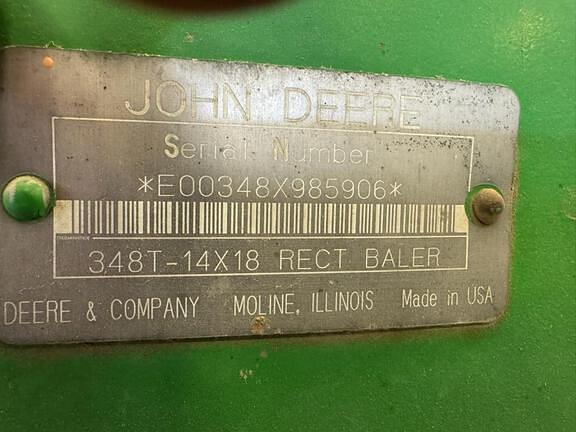 JOHN DEERE
Serial Number
*E00348X985906*
348T-14X18 RECT BALER
DEERE & COMPANY MOLINE, ILLINOIS Made in USA